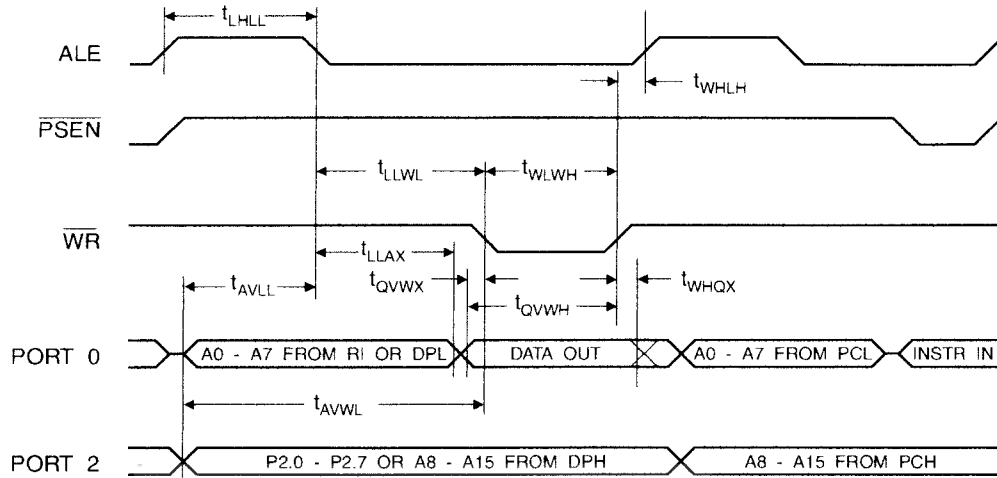 tLHLL
ALE
tWHLH
PSEN
tLLWL tWLWH
WR
tLLAX
tAVLL tQVWX tWHQX
tQVWH
PORT 0 A0 - A7 FROM RI OR DPL DATA OUT A0 - A7 FROM PCL INSTR IN
tAVWL
PORT 2 P2.0 - P2.7 OR A8 - A15 FROM DPH A8 - A15 FROM PCH